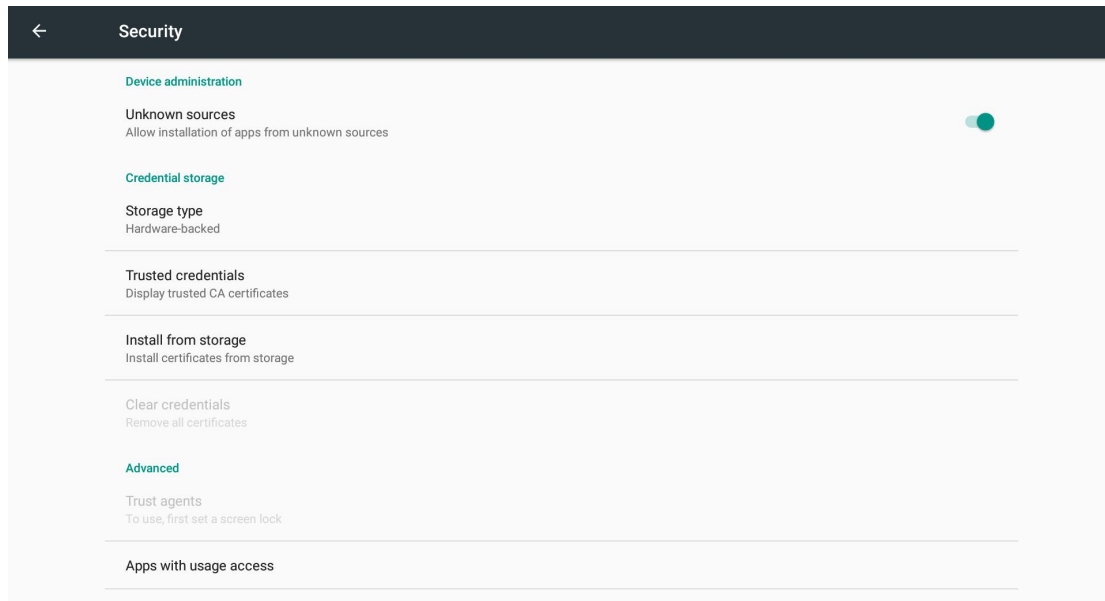 Security
Device administration
Unknown sources
Allow installation of apps from unknown sources
Credential storage
Storage type
Hardware-backed
Trusted credentials
Display trusted CA certificates
Install from storage
Install certificates from storage
Clear credentials
Remove all certificates
Advanced
Trust agents
To use, first set a screen lock
Apps with usage access